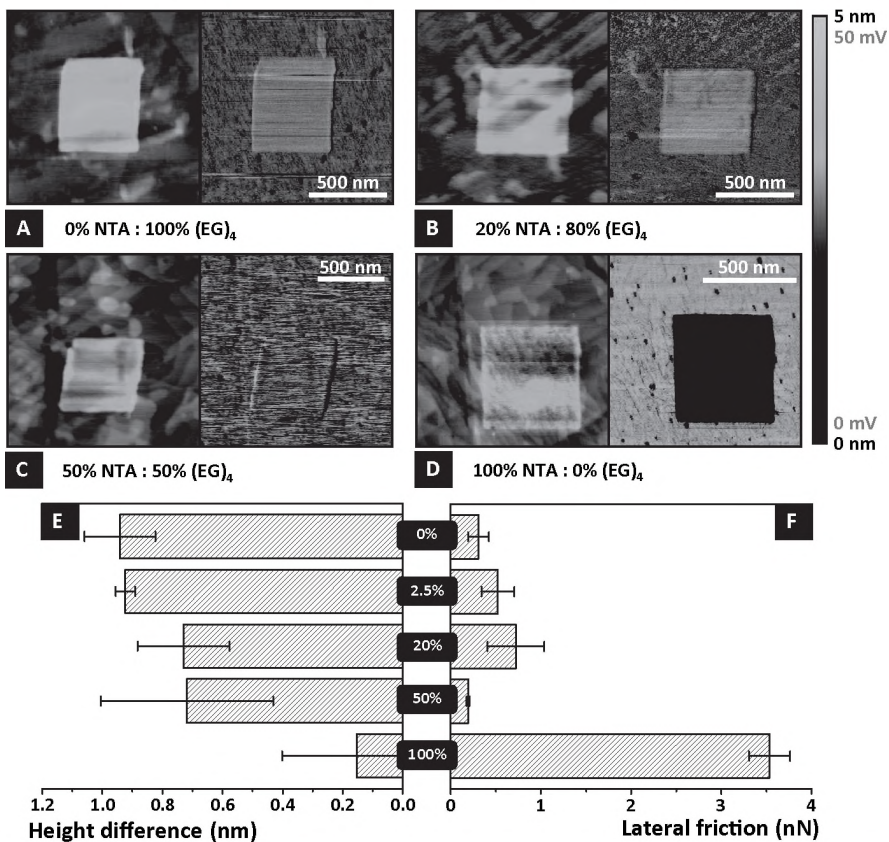 5 nm
50 mV
500 nm
500 nm
A 0% NTA : 100% (EG)₄
B 20% NTA : 80% (EG)₄
500 nm
500 nm
0 mV
0 nm
C 50% NTA : 50% (EG)₄
D 100% NTA : 0% (EG)₄
E
F
0%
2.5%
20%
50%
100%
1.2 1.0 0.8 0.6 0.4 0.2 0.0
0 1 2 3 4
Height difference (nm)
Lateral friction (nN)